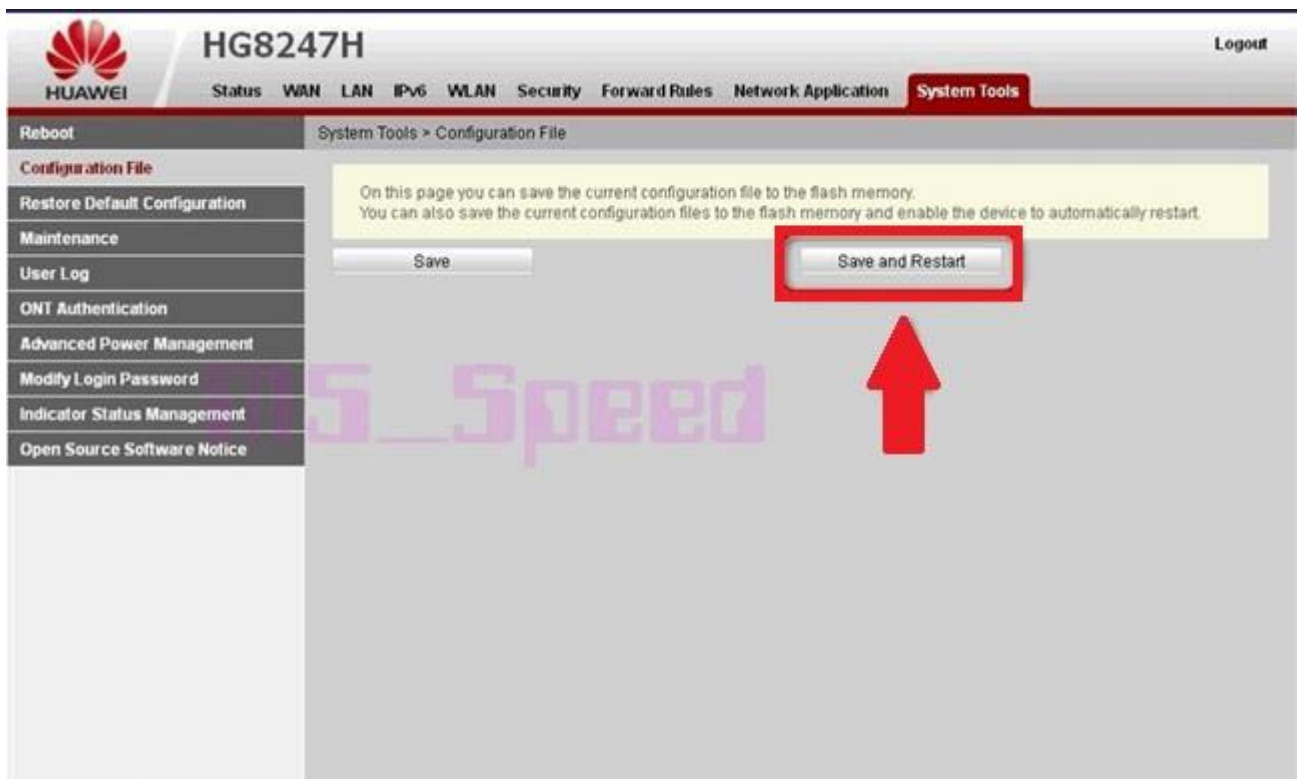 HG8247H
Logout
HUAWEI
Status WAN LAN IPv6 WLAN Security Forward Rules Network Application System Tools
Reboot
System Tools > Configuration File
Configuration File
On this page you can save the current configuration file to the flash memory.
You can also save the current configuration files to the flash memory and enable the device to automatically restart.
Restore Default Configuration
Maintenance
User Log
ONT Authentication
Advanced Power Management
Modify Login Password
Indicator Status Management
Open Source Software Notice
Save
Save and Restart
_Speed